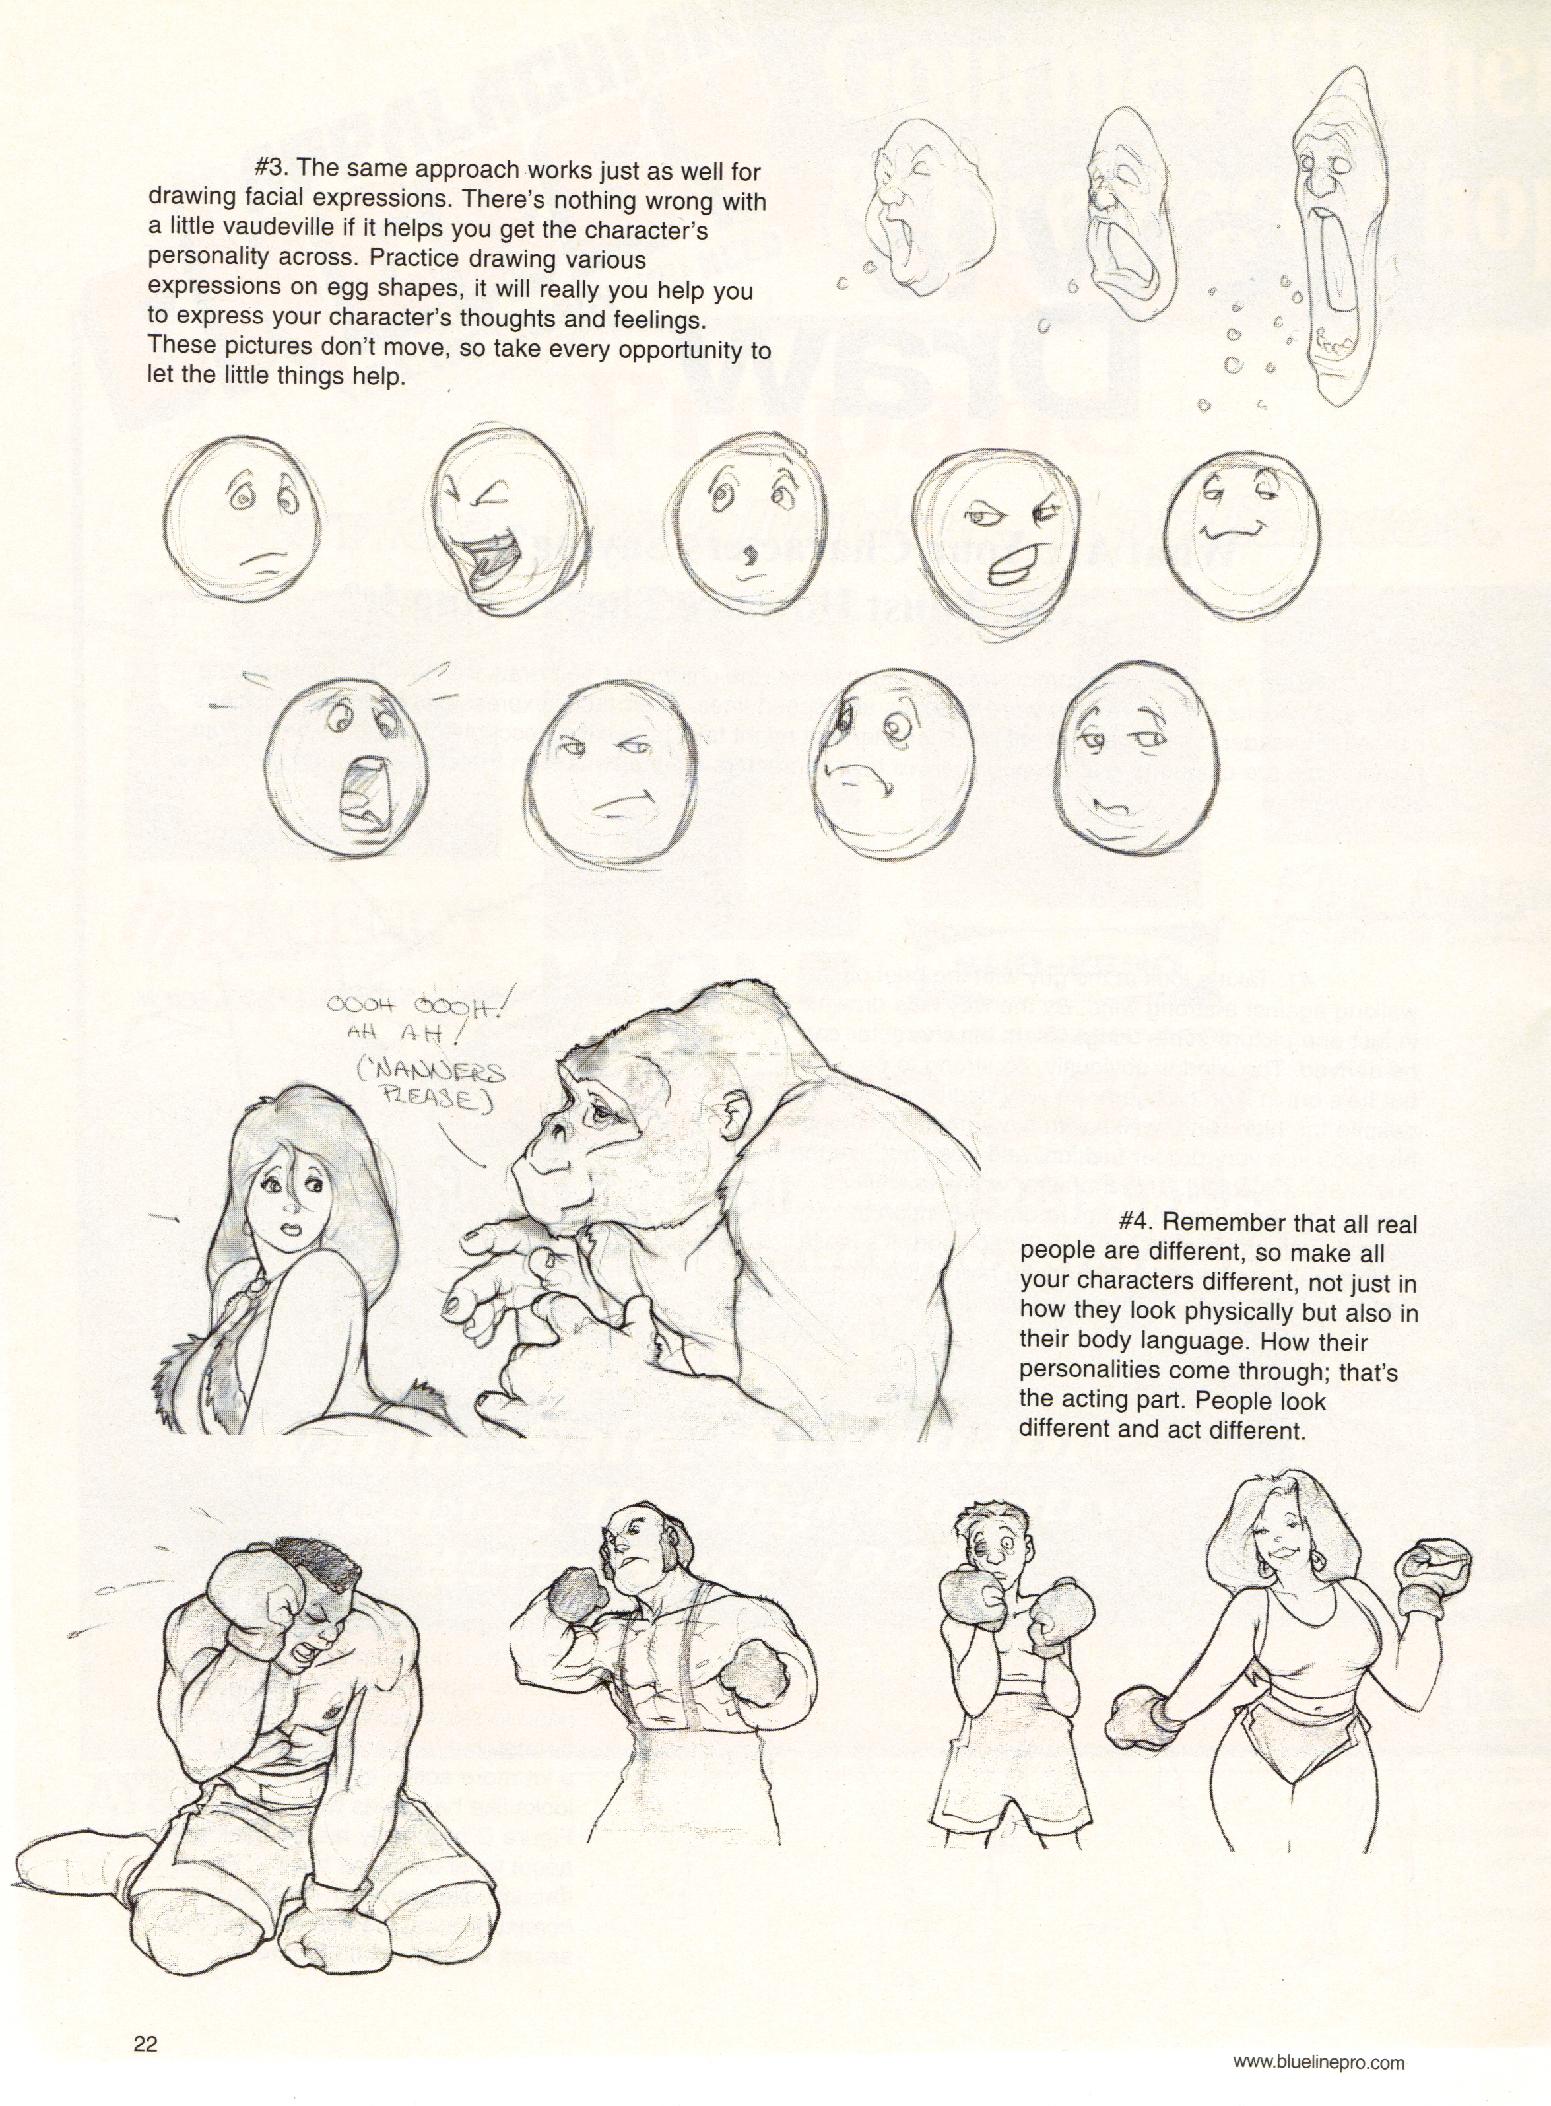 #3. The same approach works just as well for
drawing facial expressions. There's nothing wrong with
a little vaudeville if it helps you get the character's
personality across. Practice drawing various
expressions on egg shapes, it will really you help you
to express your character's thoughts and feelings.
These pictures don't move, so take every opportunity to
let the little things help.
OOOH OOOH!
AH AH!
('NANNERS
PLEASE)
#4. Remember that all real
people are different, so make all
your characters different, not just in
how they look physically but also in
their body language. How their
personalities come through; that's
the acting part. People look
different and act different.
22
www.bluelinepro.com